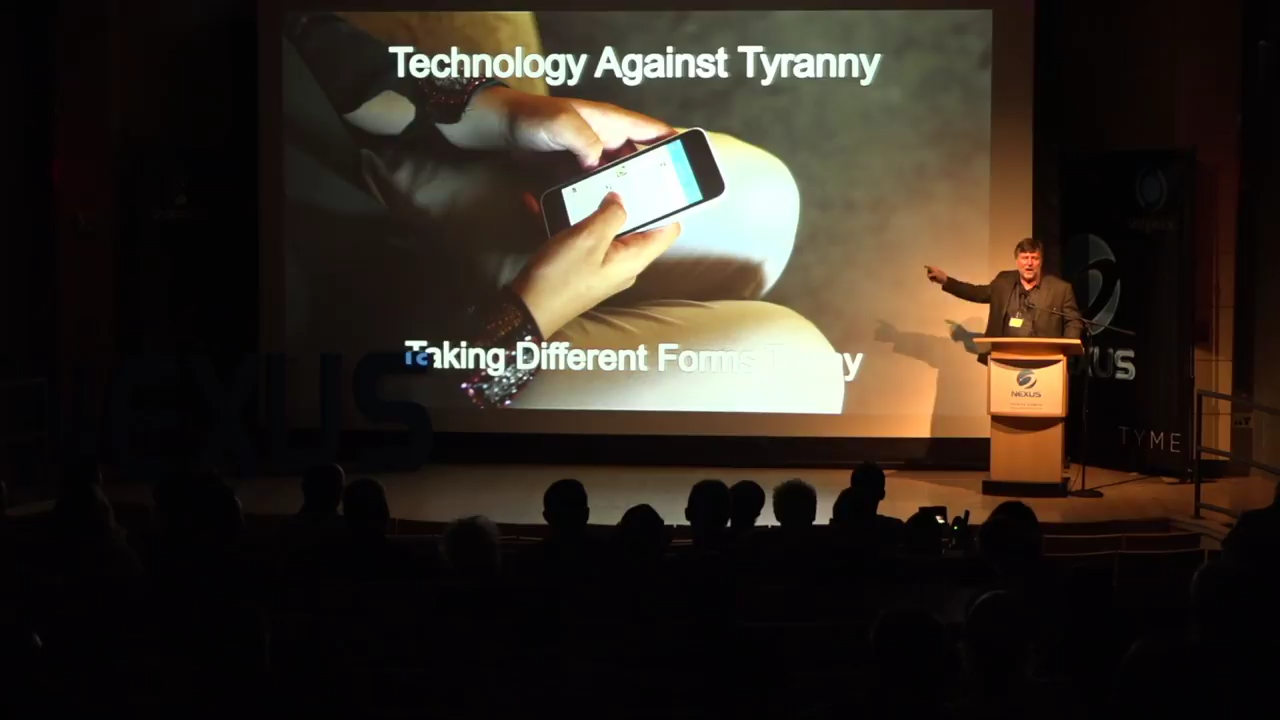 Technology Against Tyranny
Taking Different Forms
NEXUS
NEXUS
TYME